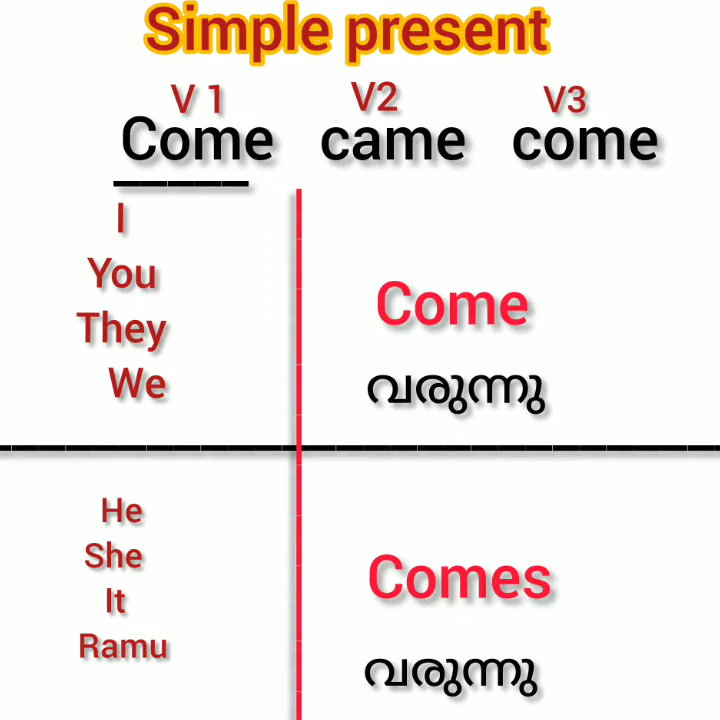 Simple present
V 1 V2 V3
Come came come
I
You
They
We
Come
വരുന്നു
He
She
It
Ramu
Comes
വരുന്നു